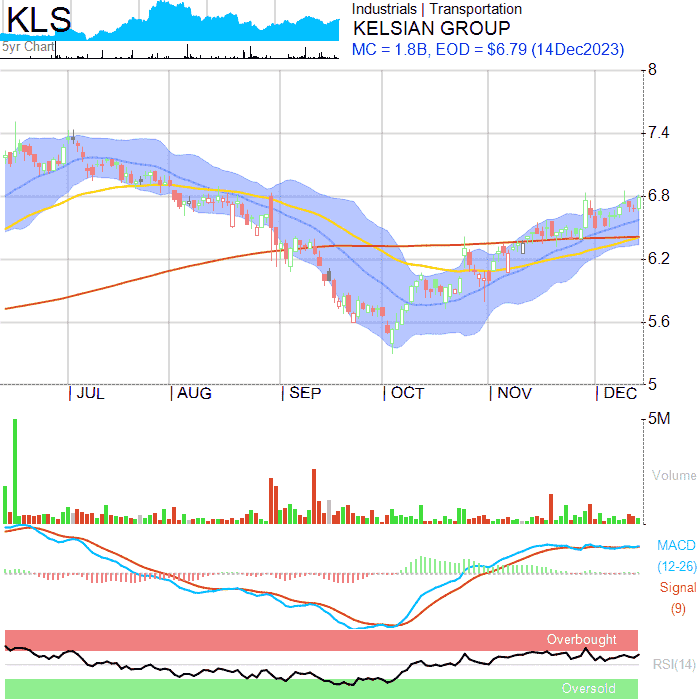 KLS
5yr Chart
Industrials | Transportation
KELSIAN GROUP
MC = 1.8B, EOD = $6.79 (14Dec2023)
8
7.4
6.8
6.2
5.6
5
JUL AUG SEP OCT NOV DEC
5M
Volume
MACD
(12-26)
Signal
(9)
Overbought
RSI(14)
Oversold